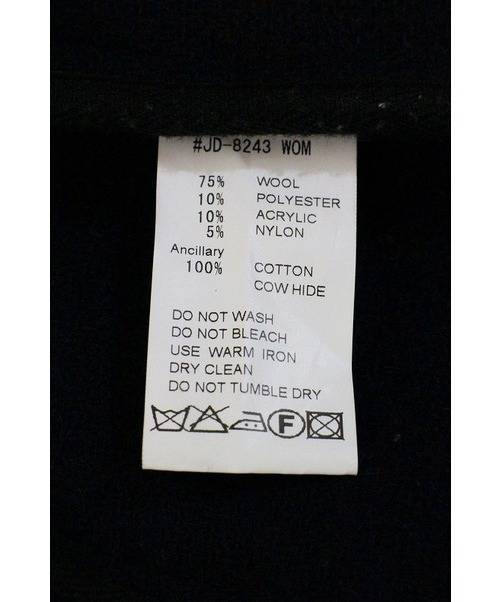 #JD-8243 WOM
75% WOOL
10% POLYESTER
10% ACRYLIC
5% NYLON
Ancillary
100% COTTON
COW HIDE
DO NOT WASH
DO NOT BLEACH
USE WARM IRON
DRY CLEAN
DO NOT TUMBLE DRY
F